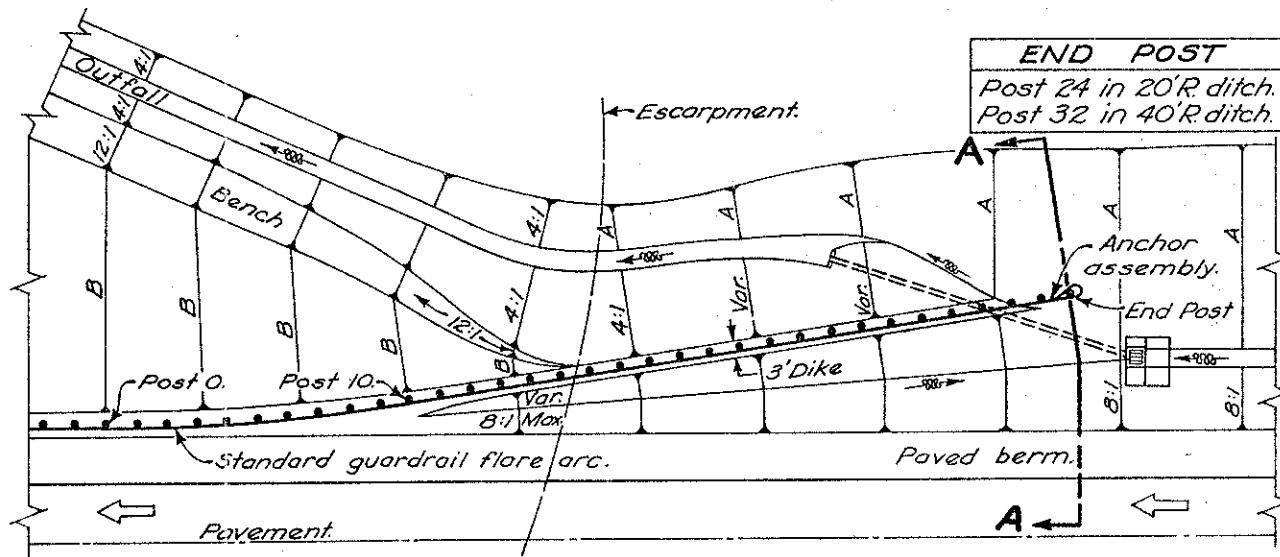 END POST
Post 24 in 20'R. ditch.
Post 32 in 40'R. ditch.
4:1
Outfall
4:1
12:1
Escarpment.
A
Bench
4:1
A
A
A
A
A
A
Anchor
assembly.
End Post
B
B
B
B
12:1
4:1
B
4:1
Var.
Var.
3' Dike
Post 0.
Post 10.
Var.
8:1 Max.
8:1
8:1
Standard guardrail flare arc.
Paved berm.
Pavement.
A